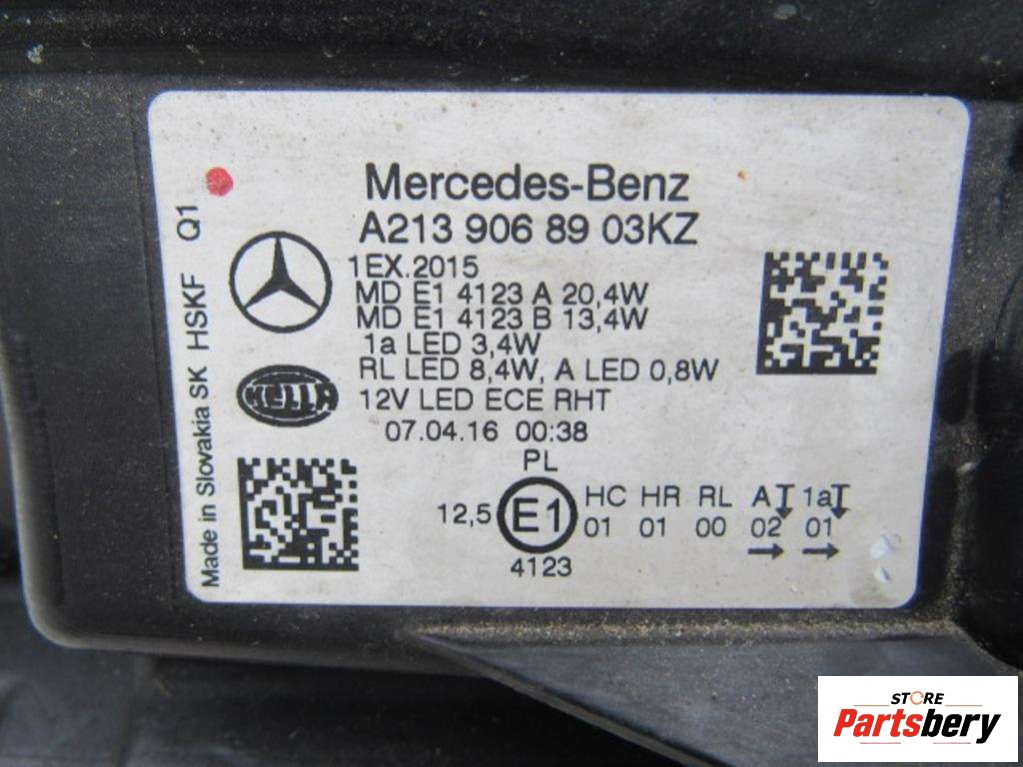 Mercedes-Benz
A213 906 89 03KZ
1EX.2015
MD E1 4123 A 20,4W
MD E1 4123 B 13,4W
1a LED 3,4W
RL LED 8,4W, A LED 0,8W
12V LED ECE RHT
07.04.16 00:38
PL
12,5 E1 HC HR RL A 1a
01 01 00 02 01
4123
Made in Slovakia SK HSKF Q1
HELLA
STORE
Partsbery